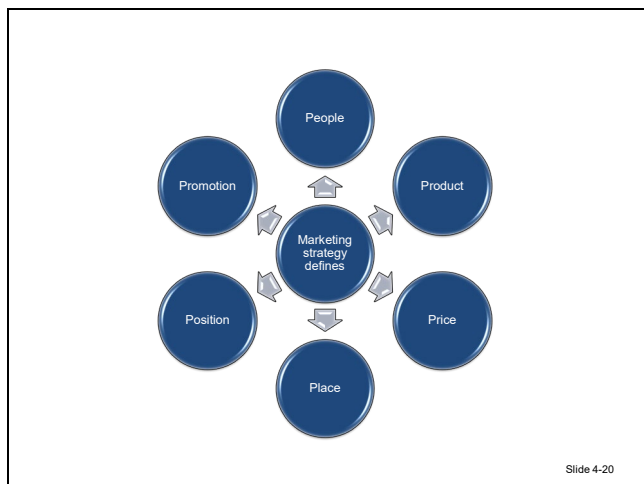 People
Promotion
Product
Marketing
strategy
defines
Position
Price
Place
Slide 4-20